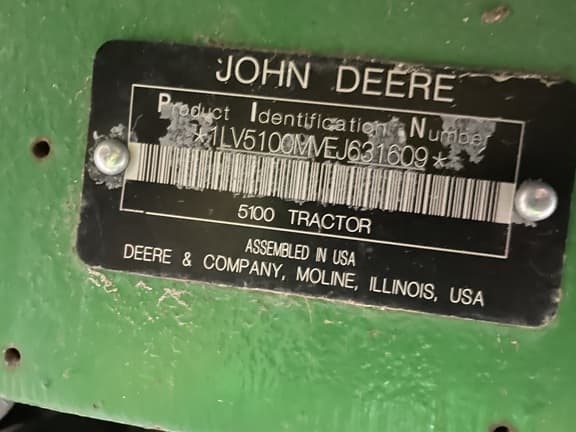 JOHN DEERE
Product Identification Number
*1LV5100MVEJ631609*
5100 TRACTOR
ASSEMBLED IN USA
DEERE & COMPANY, MOLINE, ILLINOIS, USA